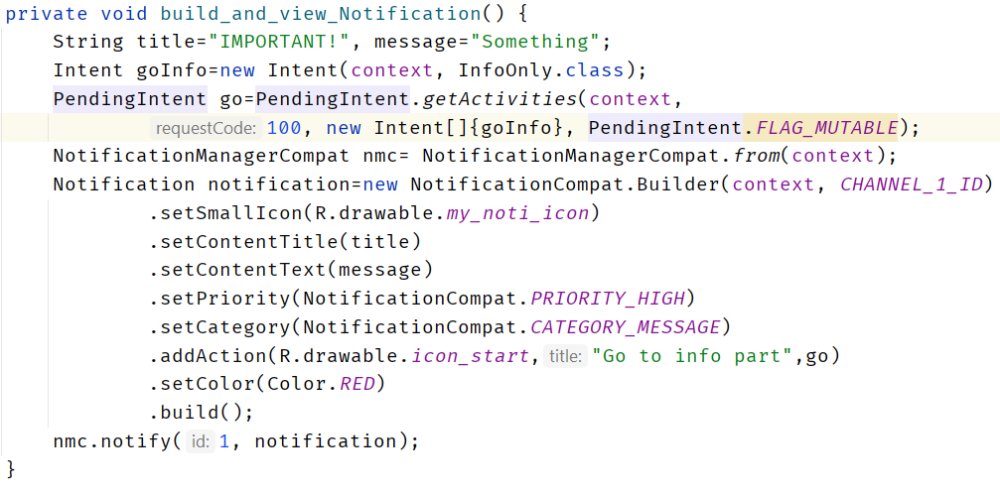 private void build_and_view_Notification() {
    String title="IMPORTANT!", message="Something";
    Intent goInfo=new Intent(context, InfoOnly.class);
    PendingIntent go=PendingIntent.getActivities(context,
            requestCode: 100, new Intent[]{goInfo}, PendingIntent.FLAG_MUTABLE);
    NotificationManagerCompat nmc= NotificationManagerCompat.from(context);
    Notification notification=new NotificationCompat.Builder(context, CHANNEL_1_ID)
            .setSmallIcon(R.drawable.my_noti_icon)
            .setContentTitle(title)
            .setContentText(message)
            .setPriority(NotificationCompat.PRIORITY_HIGH)
            .setCategory(NotificationCompat.CATEGORY_MESSAGE)
            .addAction(R.drawable.icon_start, title: "Go to info part",go)
            .setColor(Color.RED)
            .build();
    nmc.notify( id: 1, notification);
}